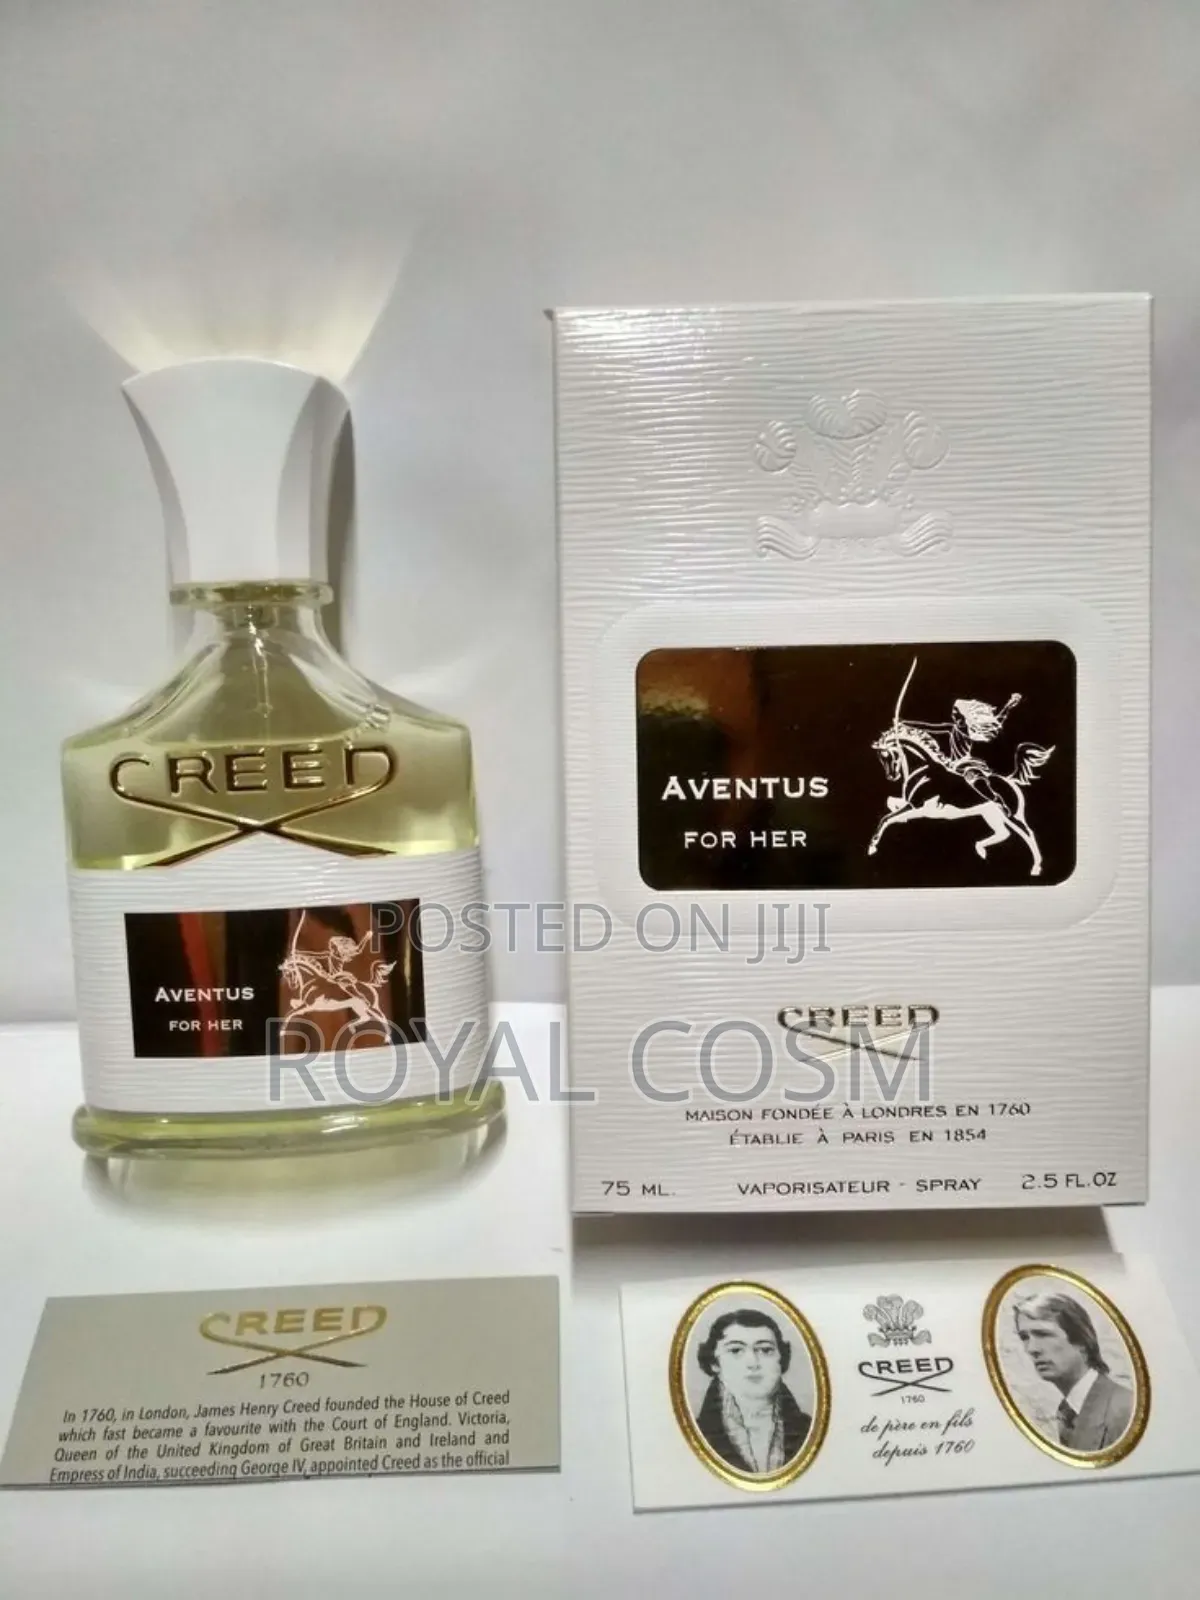 CREED
AVENTUS
FOR HER
AVENTUS
FOR HER
POSTED ON JIJI
ROYAL COSM
CREED
MAISON FONDÉE À LONDRES EN 1760
ÉTABLIE À PARIS EN 1854
75 ML. VAPORISATEUR - SPRAY 2.5 FL.OZ
CREED
1760
In 1760, in London, James Henry Creed founded the House of Creed
which fast became a favourite with the Court of England. Victoria,
Queen of the United Kingdom of Great Britain and Ireland and
Empress of India, succeeding George IV, appointed Creed as the official
CREED
1760
de père en fils
depuis 1760